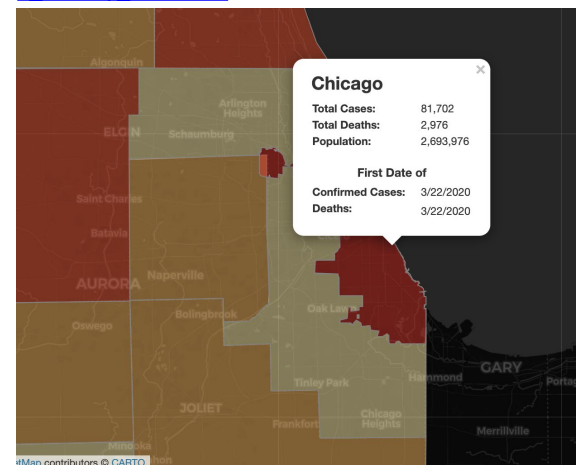 Algonquin
Arlington
Heights
ELGIN
Schaumburg
Chicago
×
Total Cases: 81,702
Total Deaths: 2,976
Population: 2,693,976
First Date of
Confirmed Cases: 3/22/2020
Deaths: 3/22/2020
Saint Charles
Batavia
AURORA
Naperville
Oswego
Bolingbrook
Oak Lawn
Tinley Park
Hammond
GARY
Portag
JOLIET
Frankfort
Chicago
Heights
Merrillville
Minooka
etMap contributors © CARTO